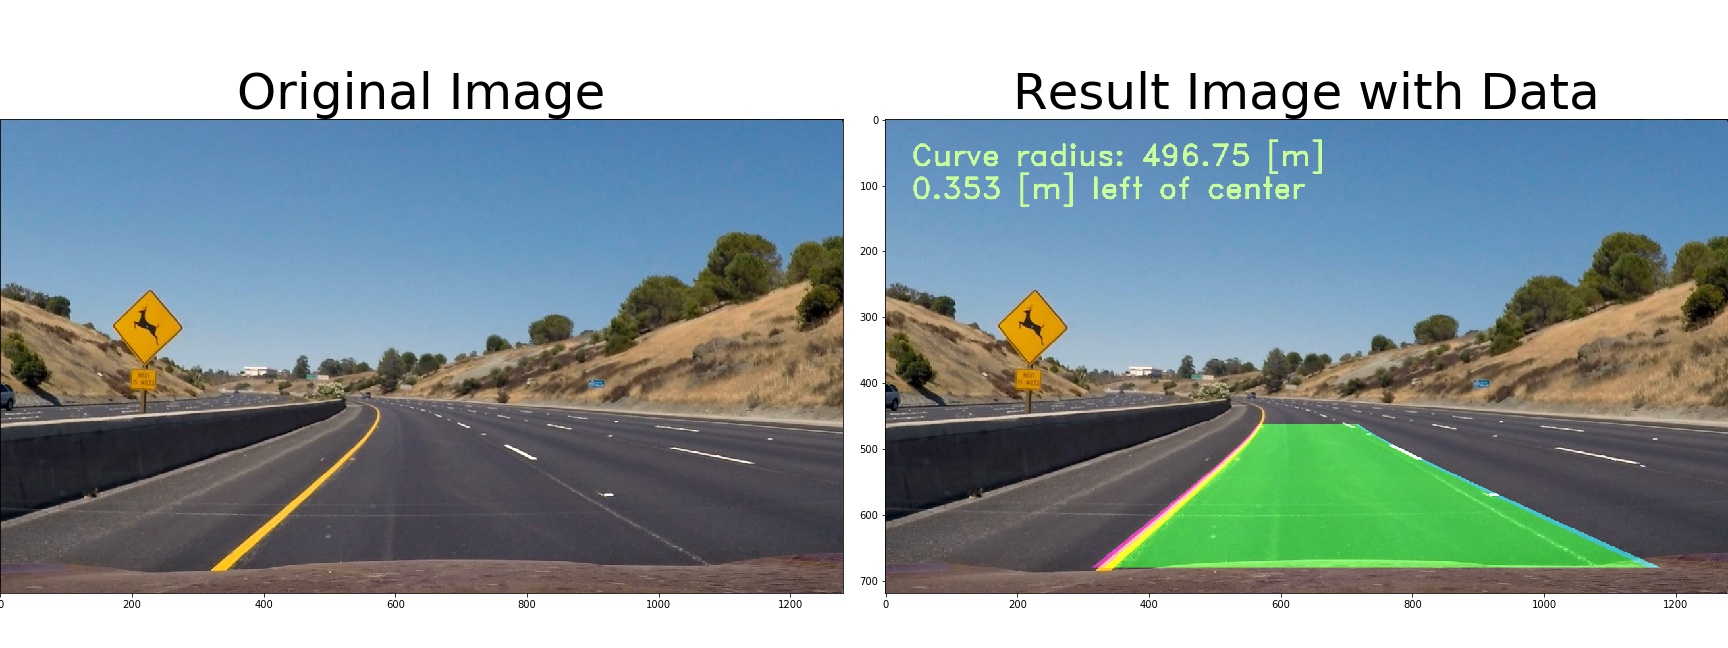 Original Image
Result Image with Data
Curve radius: 496.75 [m]
0.353 [m] left of center
NEXT
0
100
200
300
400
500
600
700
0 200 400 600 800 1000 1200
0 200 400 600 800 1000 1200